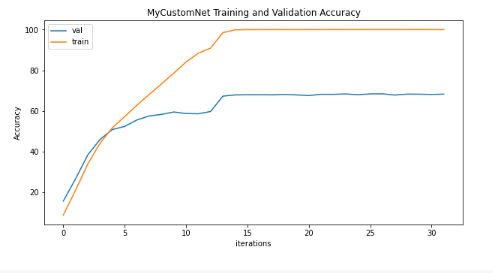 MyCustomNet Training and Validation Accuracy
100
80
60
40
20
Accuracy
val
train
0
5
10
15
20
25
30
iterations